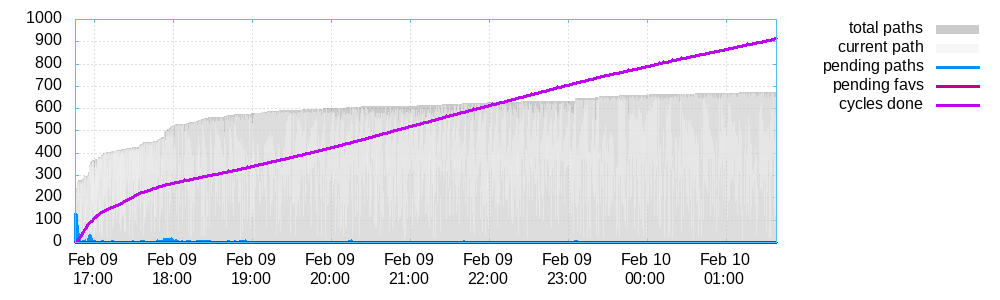 1000
900
800
700
600
500
400
300
200
100
0
Feb 09 17:00
Feb 09 18:00
Feb 09 19:00
Feb 09 20:00
Feb 09 21:00
Feb 09 22:00
Feb 09 23:00
Feb 10 00:00
Feb 10 01:00
total paths
current path
pending paths
pending favs
cycles done